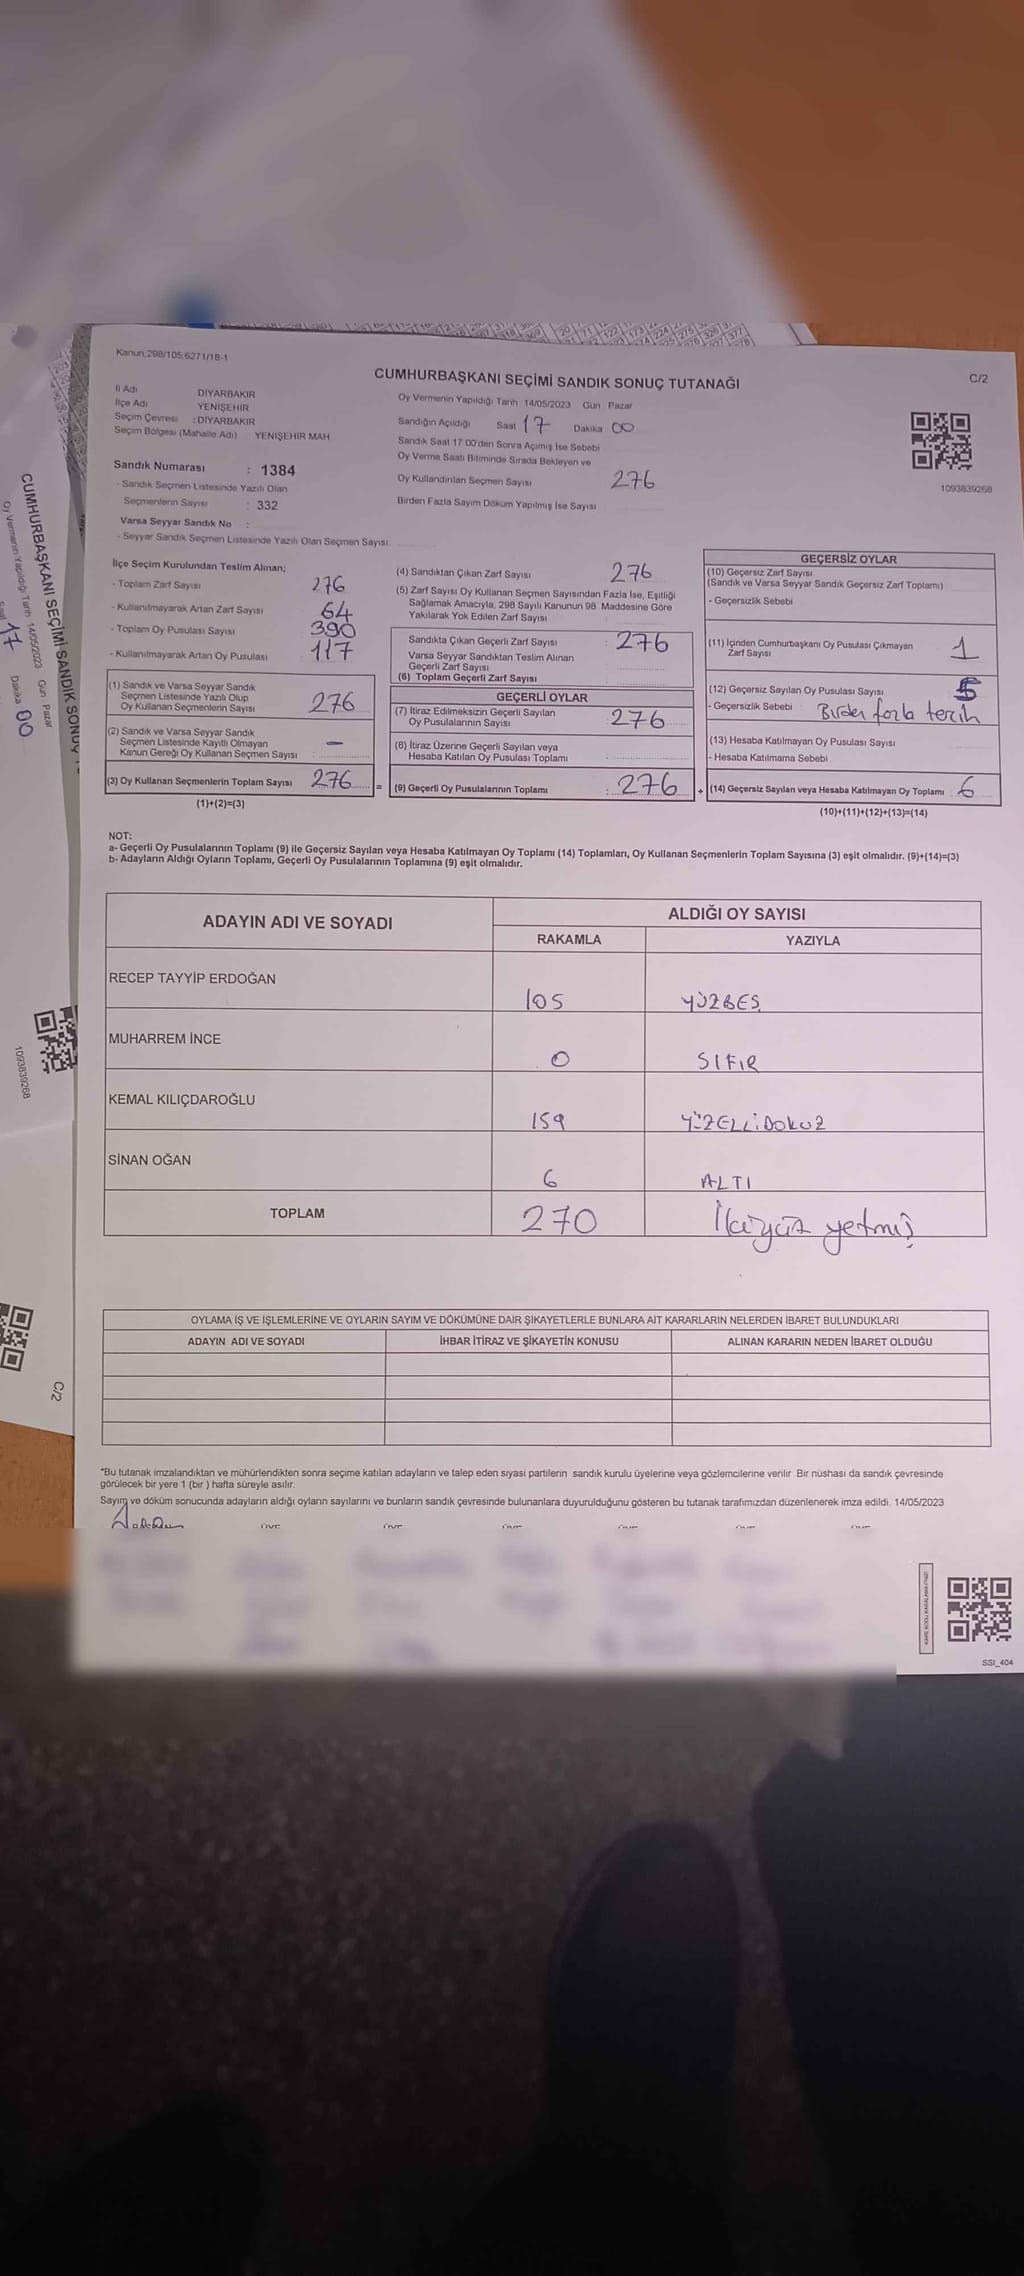 Kanun 298/105 6271/18-1
CUMHURBAŞKANI SEÇİMİ SANDIK SONUÇ TUTANAĞI
C/2
İl Adı DİYARBAKIR
İlçe Adı YENİŞEHİR
Seçim Çevresi : DİYARBAKIR
Seçim Bölgesi (Mahalle Adı) YENİŞEHİR MAH.
Sandık Numarası : 1384
- Sandık Seçmen Listesinde Yazılı Olan
Seçmenlerin Sayısı : 332
Varsa Seyyar Sandık No :
- Seyyar Sandık Seçmen Listesinde Yazılı Olan Seçmen Sayısı
Oy Vermenin Yapıldığı Tarih 14/05/2023 Gün Pazar
Sandığın Açıldığı Saat 17 Dakika 00
Sandık Saat 17 00'den Sonra Açımış İse Sebebi
Oy Verme Saati Bitiminde Sırada Bekleyen ve
Oy Kullandırılan Seçmen Sayısı 276
Birden Fazla Sayım Döküm Yapılmış İse Sayısı
1093839268
İlçe Seçim Kurulundan Teslim Alınan;
- Toplam Zarf Sayısı 276
- Kullanılmayarak Artan Zarf Sayısı 64
- Toplam Oy Pusulası Sayısı 390
- Kullanılmayarak Artan Oy Pusulası 117
(1) Sandık ve Varsa Seyyar Sandık
Seçmen Listesinde Yazılı Olup
Oy Kullanan Seçmenlerin Sayısı 276
(2) Sandık ve Varsa Seyyar Sandık
Seçmen Listesinde Kayıtlı Olmayan
Kanun Gereği Oy Kullanan Seçmen Sayısı : –
(3) Oy Kullanan Seçmenlerin Toplam Sayısı 276 =
(1)+(2)=(3)
(4) Sandıktan Çıkan Zarf Sayısı : 276
(5) Zarf Sayısı Oy Kullanan Seçmen Sayısından Fazla İse, Eşitliği
Sağlamak Amacıyla, 298 Sayılı Kanunun 98. Maddesine Göre
Yakılarak Yok Edilen Zarf Sayısı
Sandıkta Çıkan Geçerli Zarf Sayısı : 276
Varsa Seyyar Sandıktan Teslim Alınan
Geçerli Zarf Sayısı
(6) Toplam Geçerli Zarf Sayısı
GEÇERLİ OYLAR
(7) İtiraz Edilmeksizin Geçerli Sayılan
Oy Pusulalarının Sayısı : 276
(8) İtiraz Üzerine Geçerli Sayılan veya
Hesaba Katılan Oy Pusulası Toplamı
(9) Geçerli Oy Pusulalarının Toplamı : 276 +
GEÇERSİZ OYLAR
(10) Geçersiz Zarf Sayısı
(Sandık ve Varsa Seyyar Sandık Geçersiz Zarf Toplamı)
- Geçersizlik Sebebi
(11) İçinden Cumhurbaşkanı Oy Pusulası Çıkmayan
Zarf Sayısı 1
(12) Geçersiz Sayılan Oy Pusulası Sayısı 5
- Geçersizlik Sebebi : Birden fazla tercih
(13) Hesaba Katılmayan Oy Pusulası Sayısı
- Hesaba Katılmama Sebebi
(14) Geçersiz Sayılan veya Hesaba Katılmayan Oy Toplamı : 6
(10)+(11)+(12)+(13)=(14)
NOT:
a- Geçerli Oy Pusulalarının Toplamı (9) ile Geçersiz Sayılan veya Hesaba Katılmayan Oy Toplamı (14) Toplamları, Oy Kullanan Seçmenlerin Toplam Sayısına (3) eşit olmalıdır. (9)+(14)=(3)
b- Adayların Aldığı Oyların Toplamı, Geçerli Oy Pusulalarının Toplamına (9) eşit olmalıdır.
ADAYIN ADI VE SOYADI
ALDIĞI OY SAYISI
RAKAMLA YAZIYLA
RECEP TAYYİP ERDOĞAN 105 YÜZBEŞ
MUHARREM İNCE 0 SIFIR
KEMAL KILIÇDAROĞLU 159 YÜZELLİDOKUZ
SİNAN OĞAN 6 ALTI
TOPLAM 270 İkiyüz yetmiş
OYLAMA İŞ VE İŞLEMLERİNE VE OYLARIN SAYIM VE DÖKÜMÜNE DAİR ŞİKAYETLERLE BUNLARA AİT KARARLARIN NELERDEN İBARET BULUNDUKLARI
ADAYIN ADI VE SOYADI İHBAR İTİRAZ VE ŞİKAYETİN KONUSU ALINAN KARARIN NEDEN İBARET OLDUĞU
*Bu tutanak imzalandıktan ve mühürlendikten sonra seçime katılan adayların ve talep eden siyasi partilerin sandık kurulu üyelerine veya gözlemcilerine verilir Bir nüshası da sandık çevresinde
görülecek bir yere 1 (bir ) hafta süreyle asılır.
Sayım ve döküm sonucunda adayların aldığı oyların sayılarını ve bunların sandık çevresinde bulunanlara duyurulduğunu gösteren bu tutanak tarafımızdan düzenlenerek imza edildi. 14/05/2023
SSI_404
CUMHURBAŞKANI SEÇİMİ SANDIK SONUÇ
Oy Vermenin Yapıldığı Tarih 14/05/2023 Gün Pazar
Saat 17 Dakika 00
1093839268
C/2